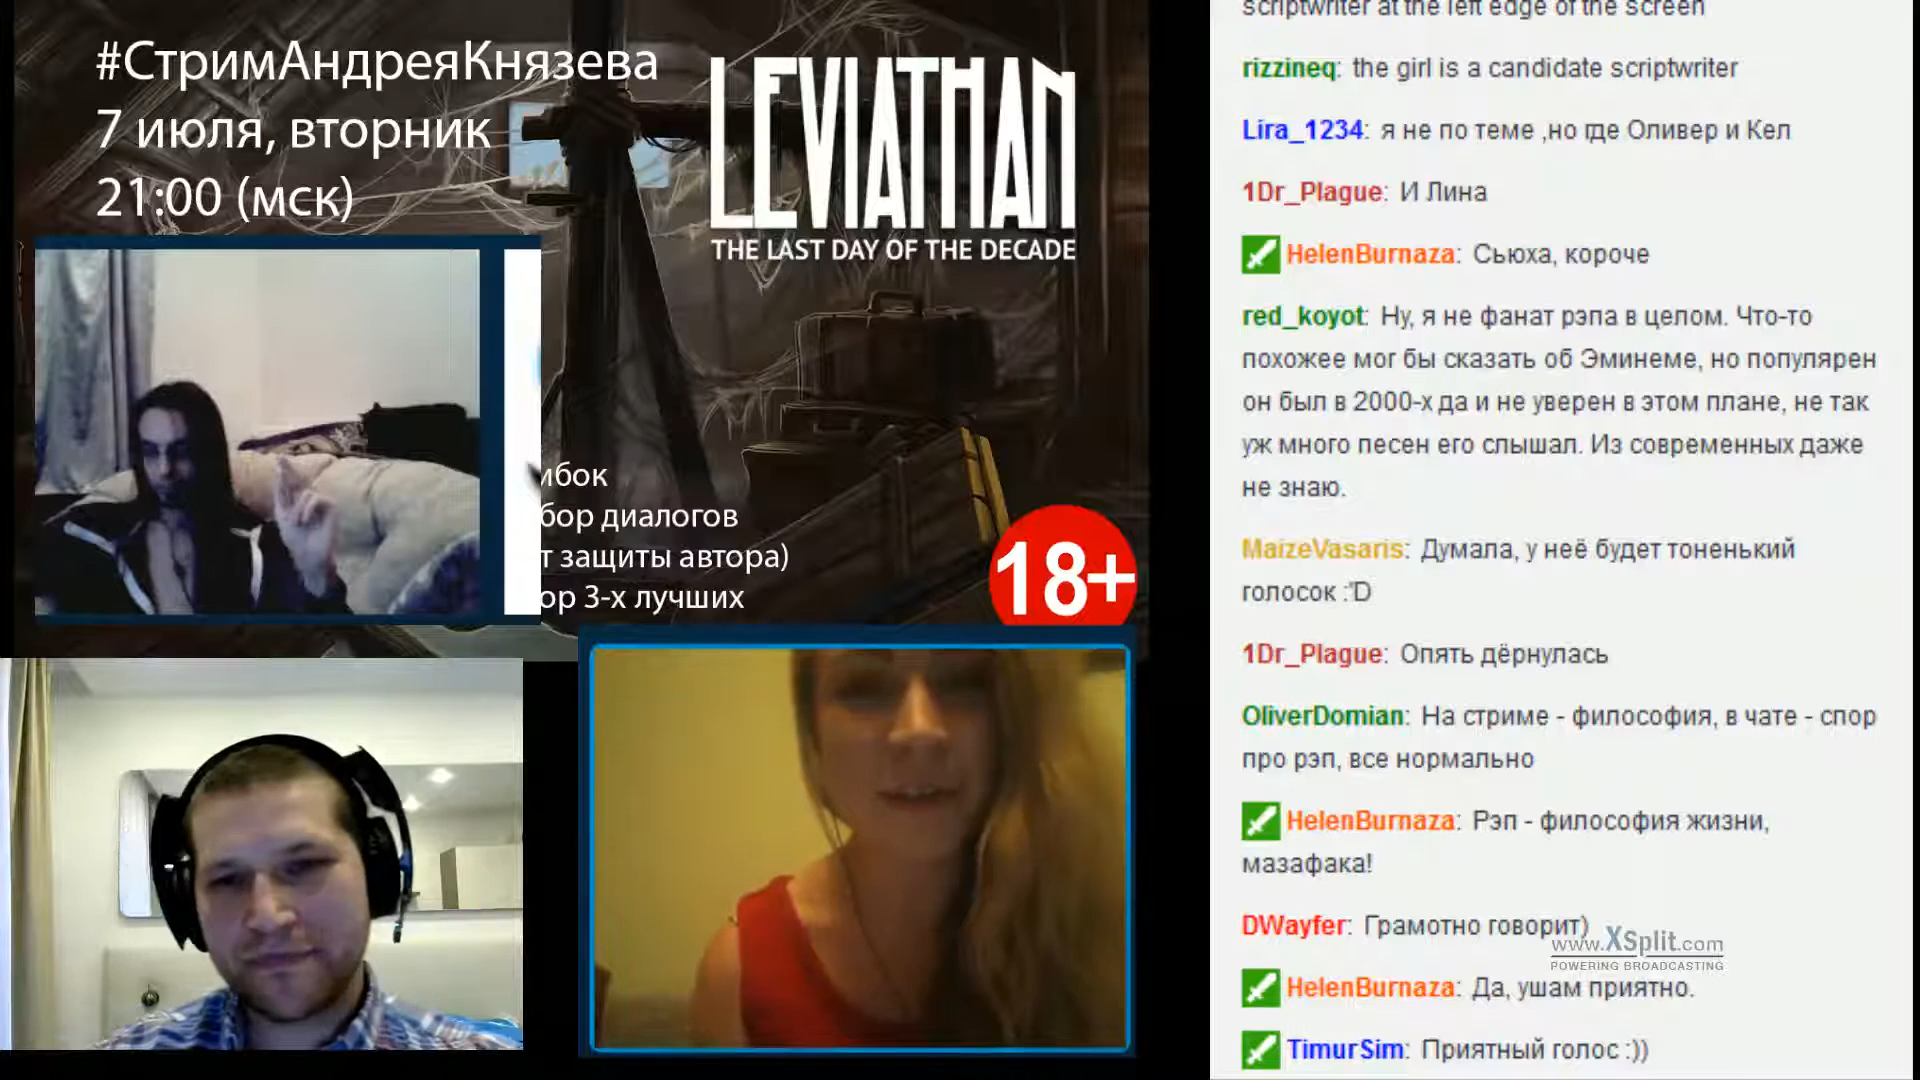 #СтримАндреяКнязева
7 июля, вторник
21:00 (мск)
LEVIATHAN
THE LAST DAY OF THE DECADE
ибок
бор диалогов
т защиты автора)
ор 3-х лучших
18+
scriptwriter at the left edge of the screen
rizzineq: the girl is a candidate scriptwriter
Lira_1234: я не по теме ,но где Оливер и Кел
1Dr_Plague: И Лина
HelenBurnaza: Сьюха, короче
red_koyot: Ну, я не фанат рэпа в целом. Что-то
похожее мог бы сказать об Эминеме, но популярен
он был в 2000-х да и не уверен в этом плане, не так
уж много песен его слышал. Из современных даже
не знаю.
MaizeVasaris: Думала, у неё будет тоненький
голосок :'D
1Dr_Plague: Опять дёрнулась
OliverDomian: На стриме - философия, в чате - спор
про рэп, все нормально
HelenBurnaza: Рэп - философия жизни,
мазафака!
DWayfer: Грамотно говорит)
www.XSplit.com
POWERING BROADCASTING
HelenBurnaza: Да, ушам приятно.
TimurSim: Приятный голос :))